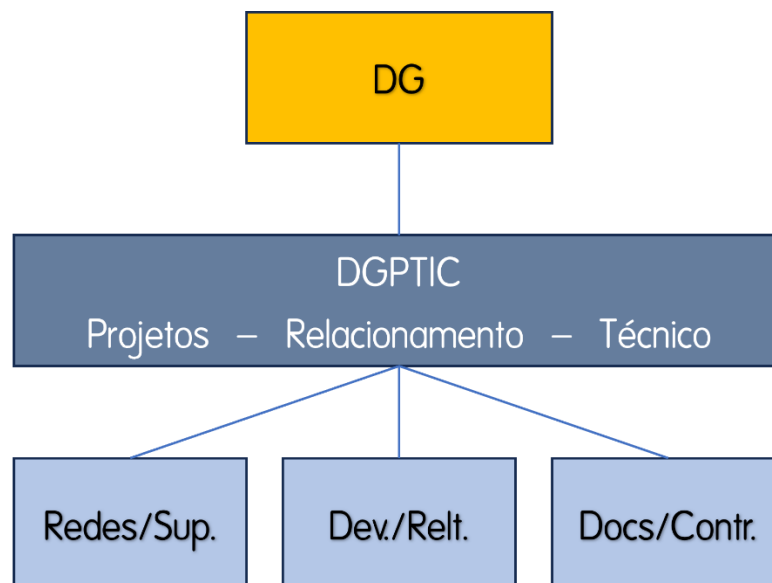 DG
DGPTIC
Projetos – Relacionamento – Técnico
Redes/Sup.
Dev./Relt.
Docs/Contr.